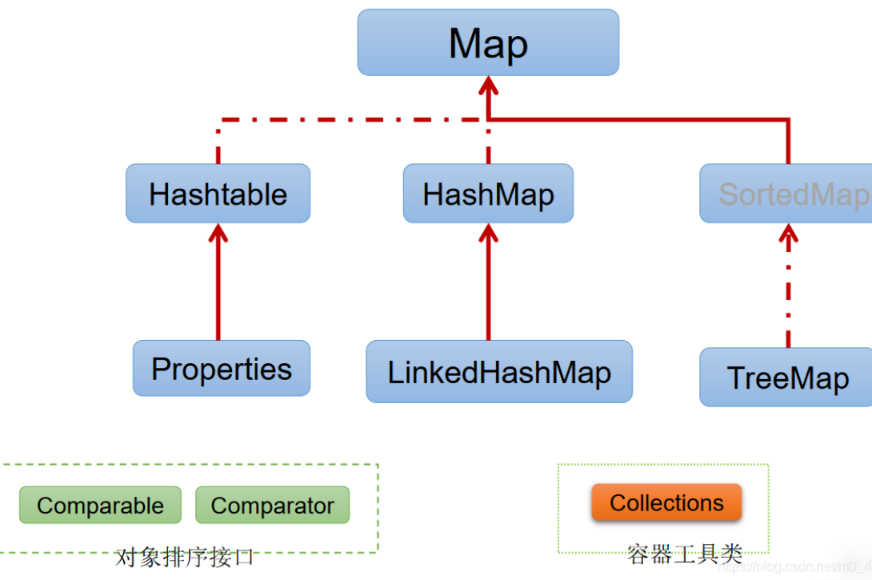 Map
Hashtable
HashMap
SortedMap
Properties
LinkedHashMap
TreeMap
Comparable
Comparator
Collections
对象排序接口
容器工具类
https://blog.csdn.net/m0_4